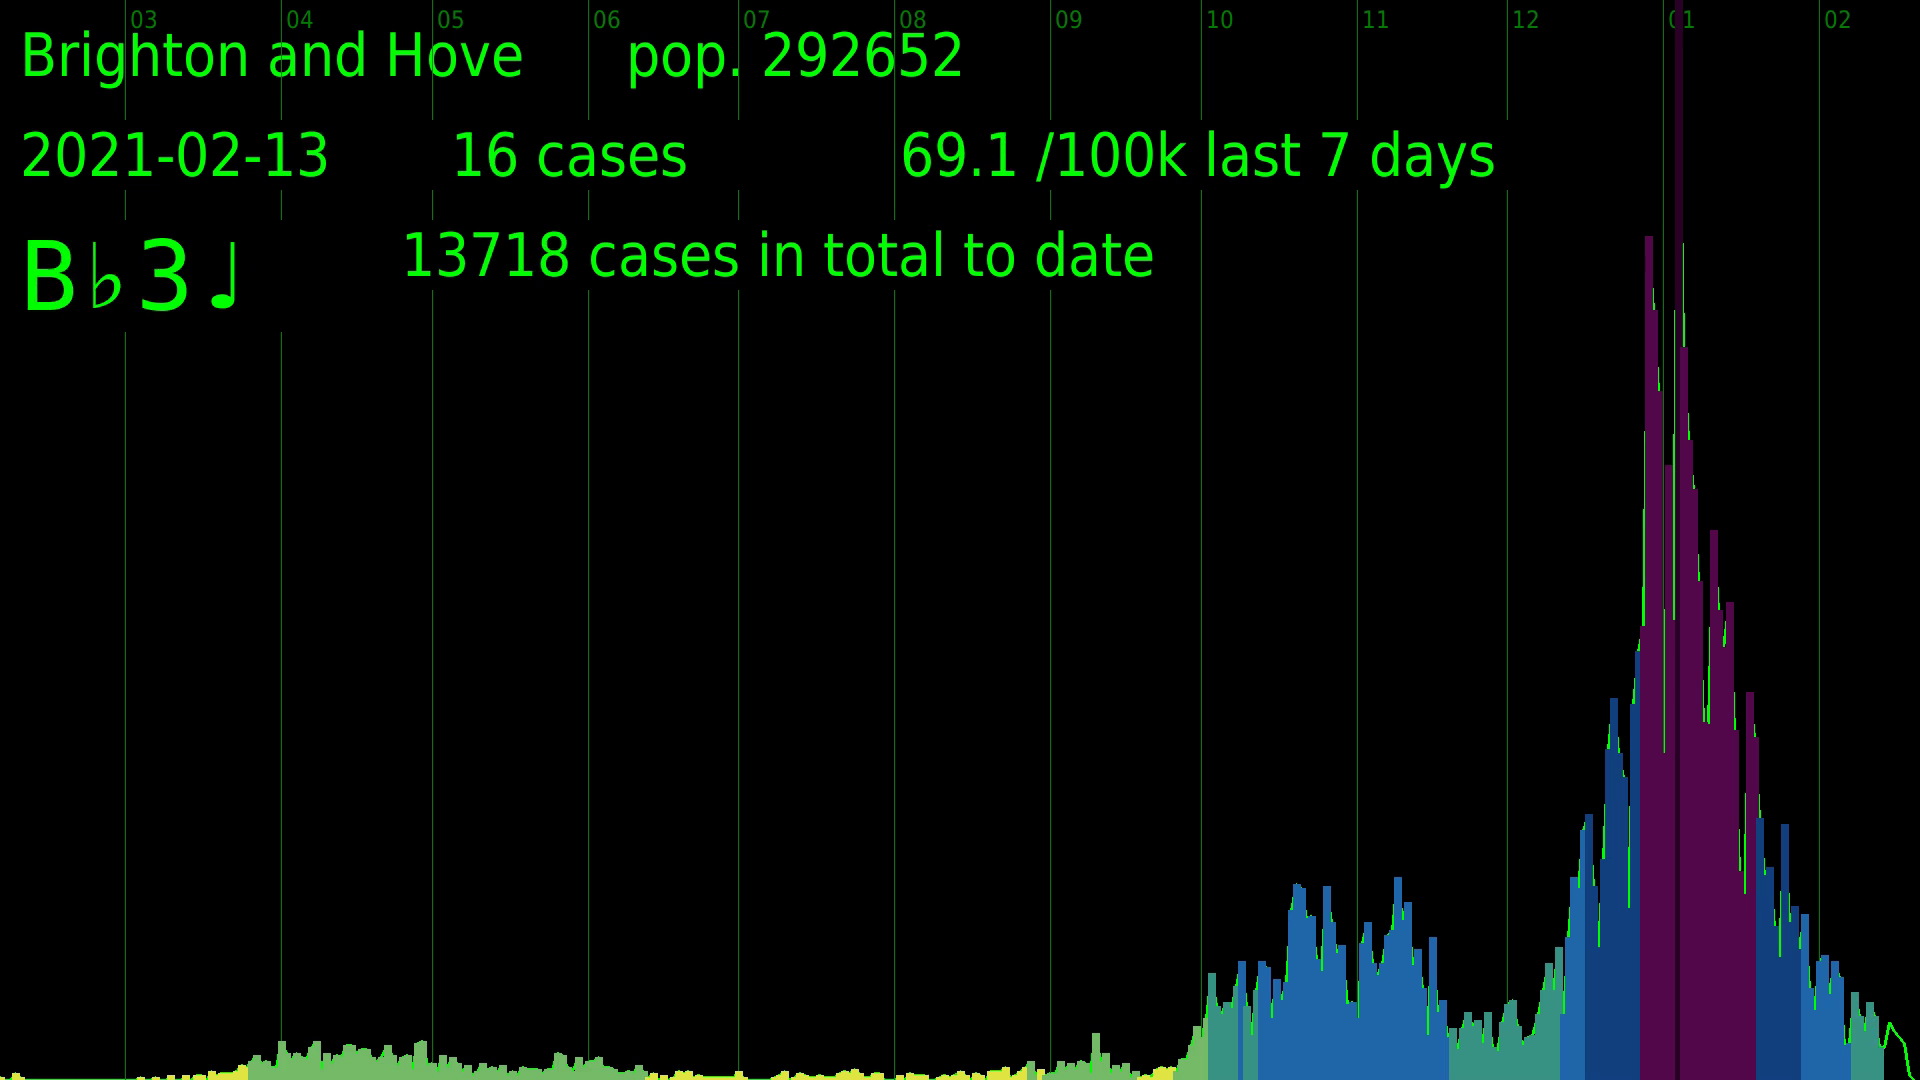 03 04 05 06 07 08 09 10 11 12 01 02
Brighton and Hove pop. 292652
2021-02-13 16 cases 69.1 /100k last 7 days
B♭3♩ 13718 cases in total to date